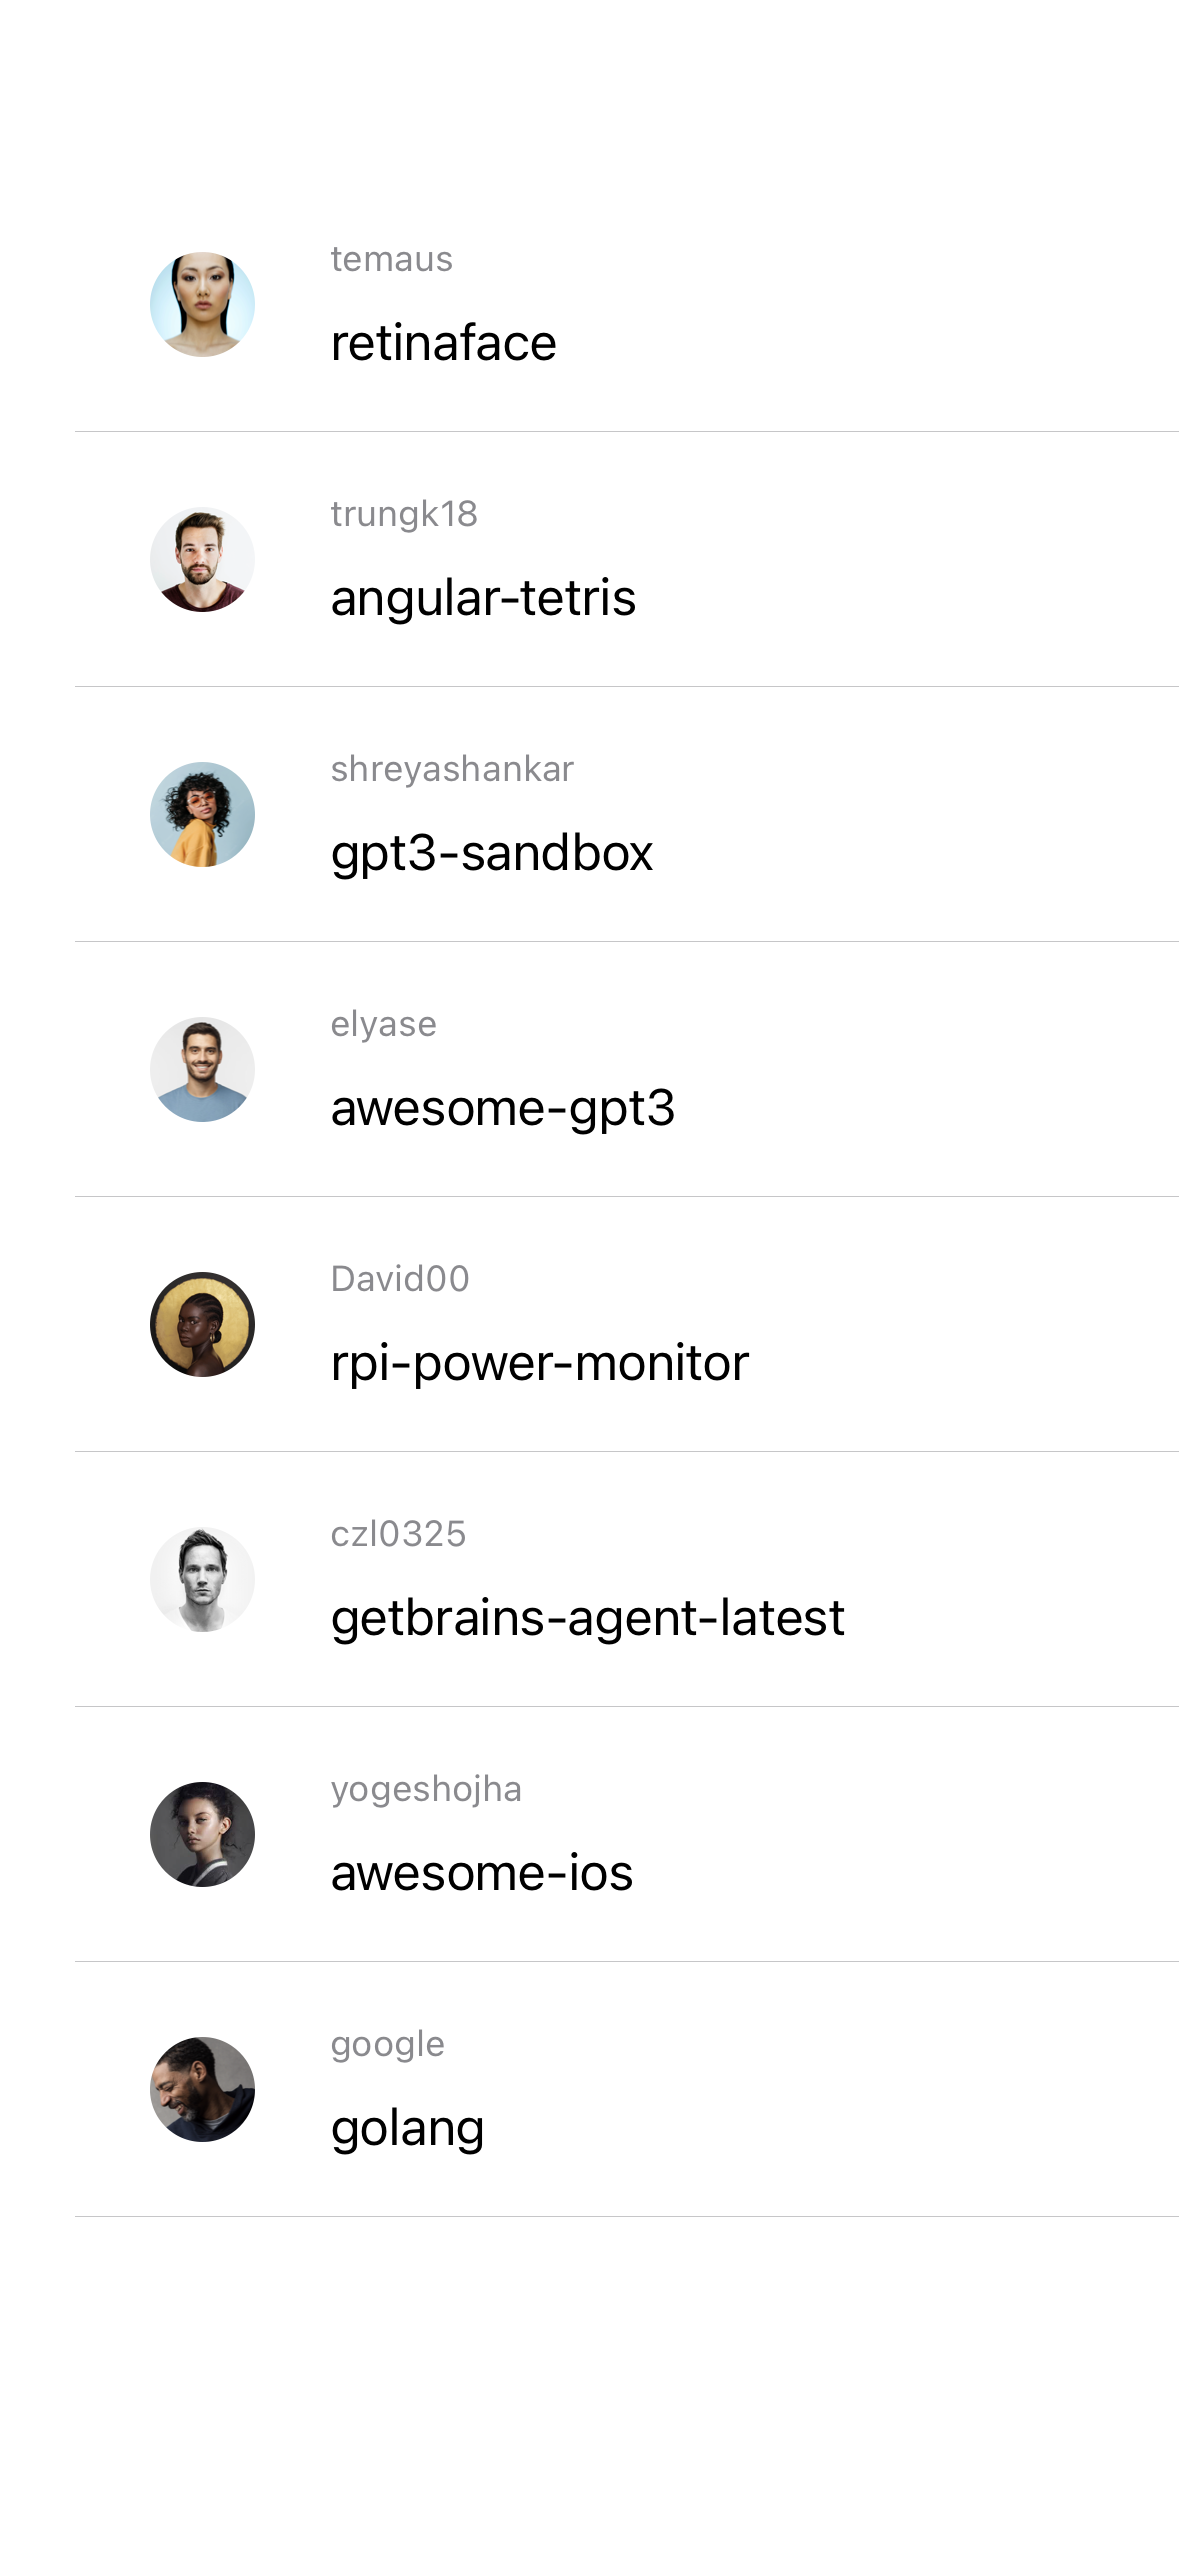 temaus
retinaface
trungk18
angular-tetris
shreyashankar
gpt3-sandbox
elyase
awesome-gpt3
David00
rpi-power-monitor
czl0325
getbrains-agent-latest
yogeshojha
awesome-ios
google
golang